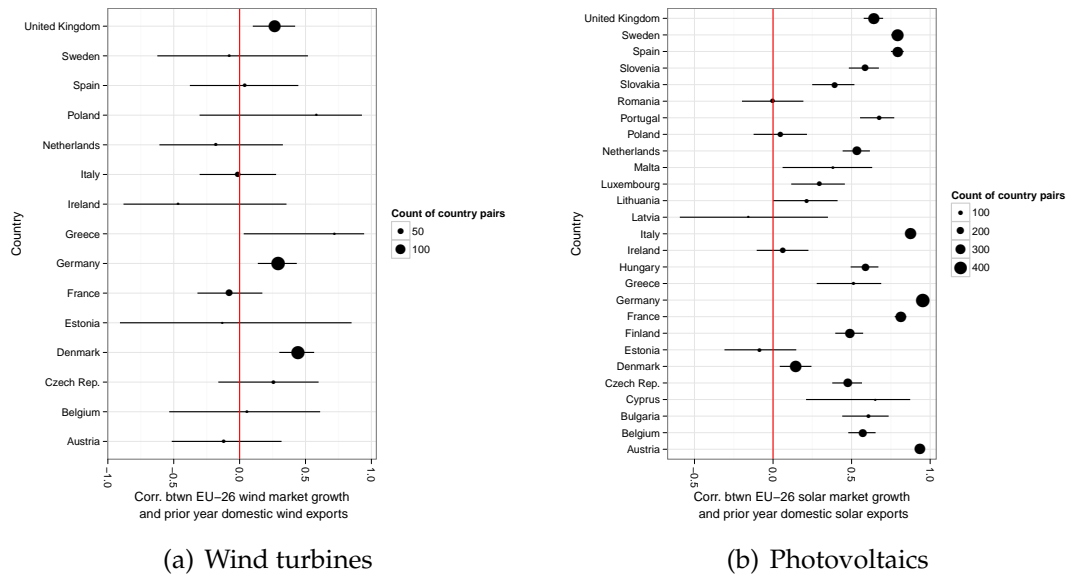 United Kingdom
Sweden
Spain
Poland
Netherlands
Italy
Ireland
Greece
Germany
France
Estonia
Denmark
Czech Rep.
Belgium
Austria
Country
-1.0
-0.5
0.0
0.5
1.0
Corr. btwn EU−26 wind market growth
and prior year domestic wind exports
Count of country pairs
50
100
(a) Wind turbines
United Kingdom
Sweden
Spain
Slovenia
Slovakia
Romania
Portugal
Poland
Netherlands
Malta
Luxembourg
Lithuania
Latvia
Italy
Ireland
Hungary
Greece
Germany
France
Finland
Estonia
Denmark
Czech Rep.
Cyprus
Bulgaria
Belgium
Austria
Country
-0.5
0.0
0.5
1.0
Corr. btwn EU−26 solar market growth
and prior year domestic solar exports
Count of country pairs
100
200
300
400
(b) Photovoltaics